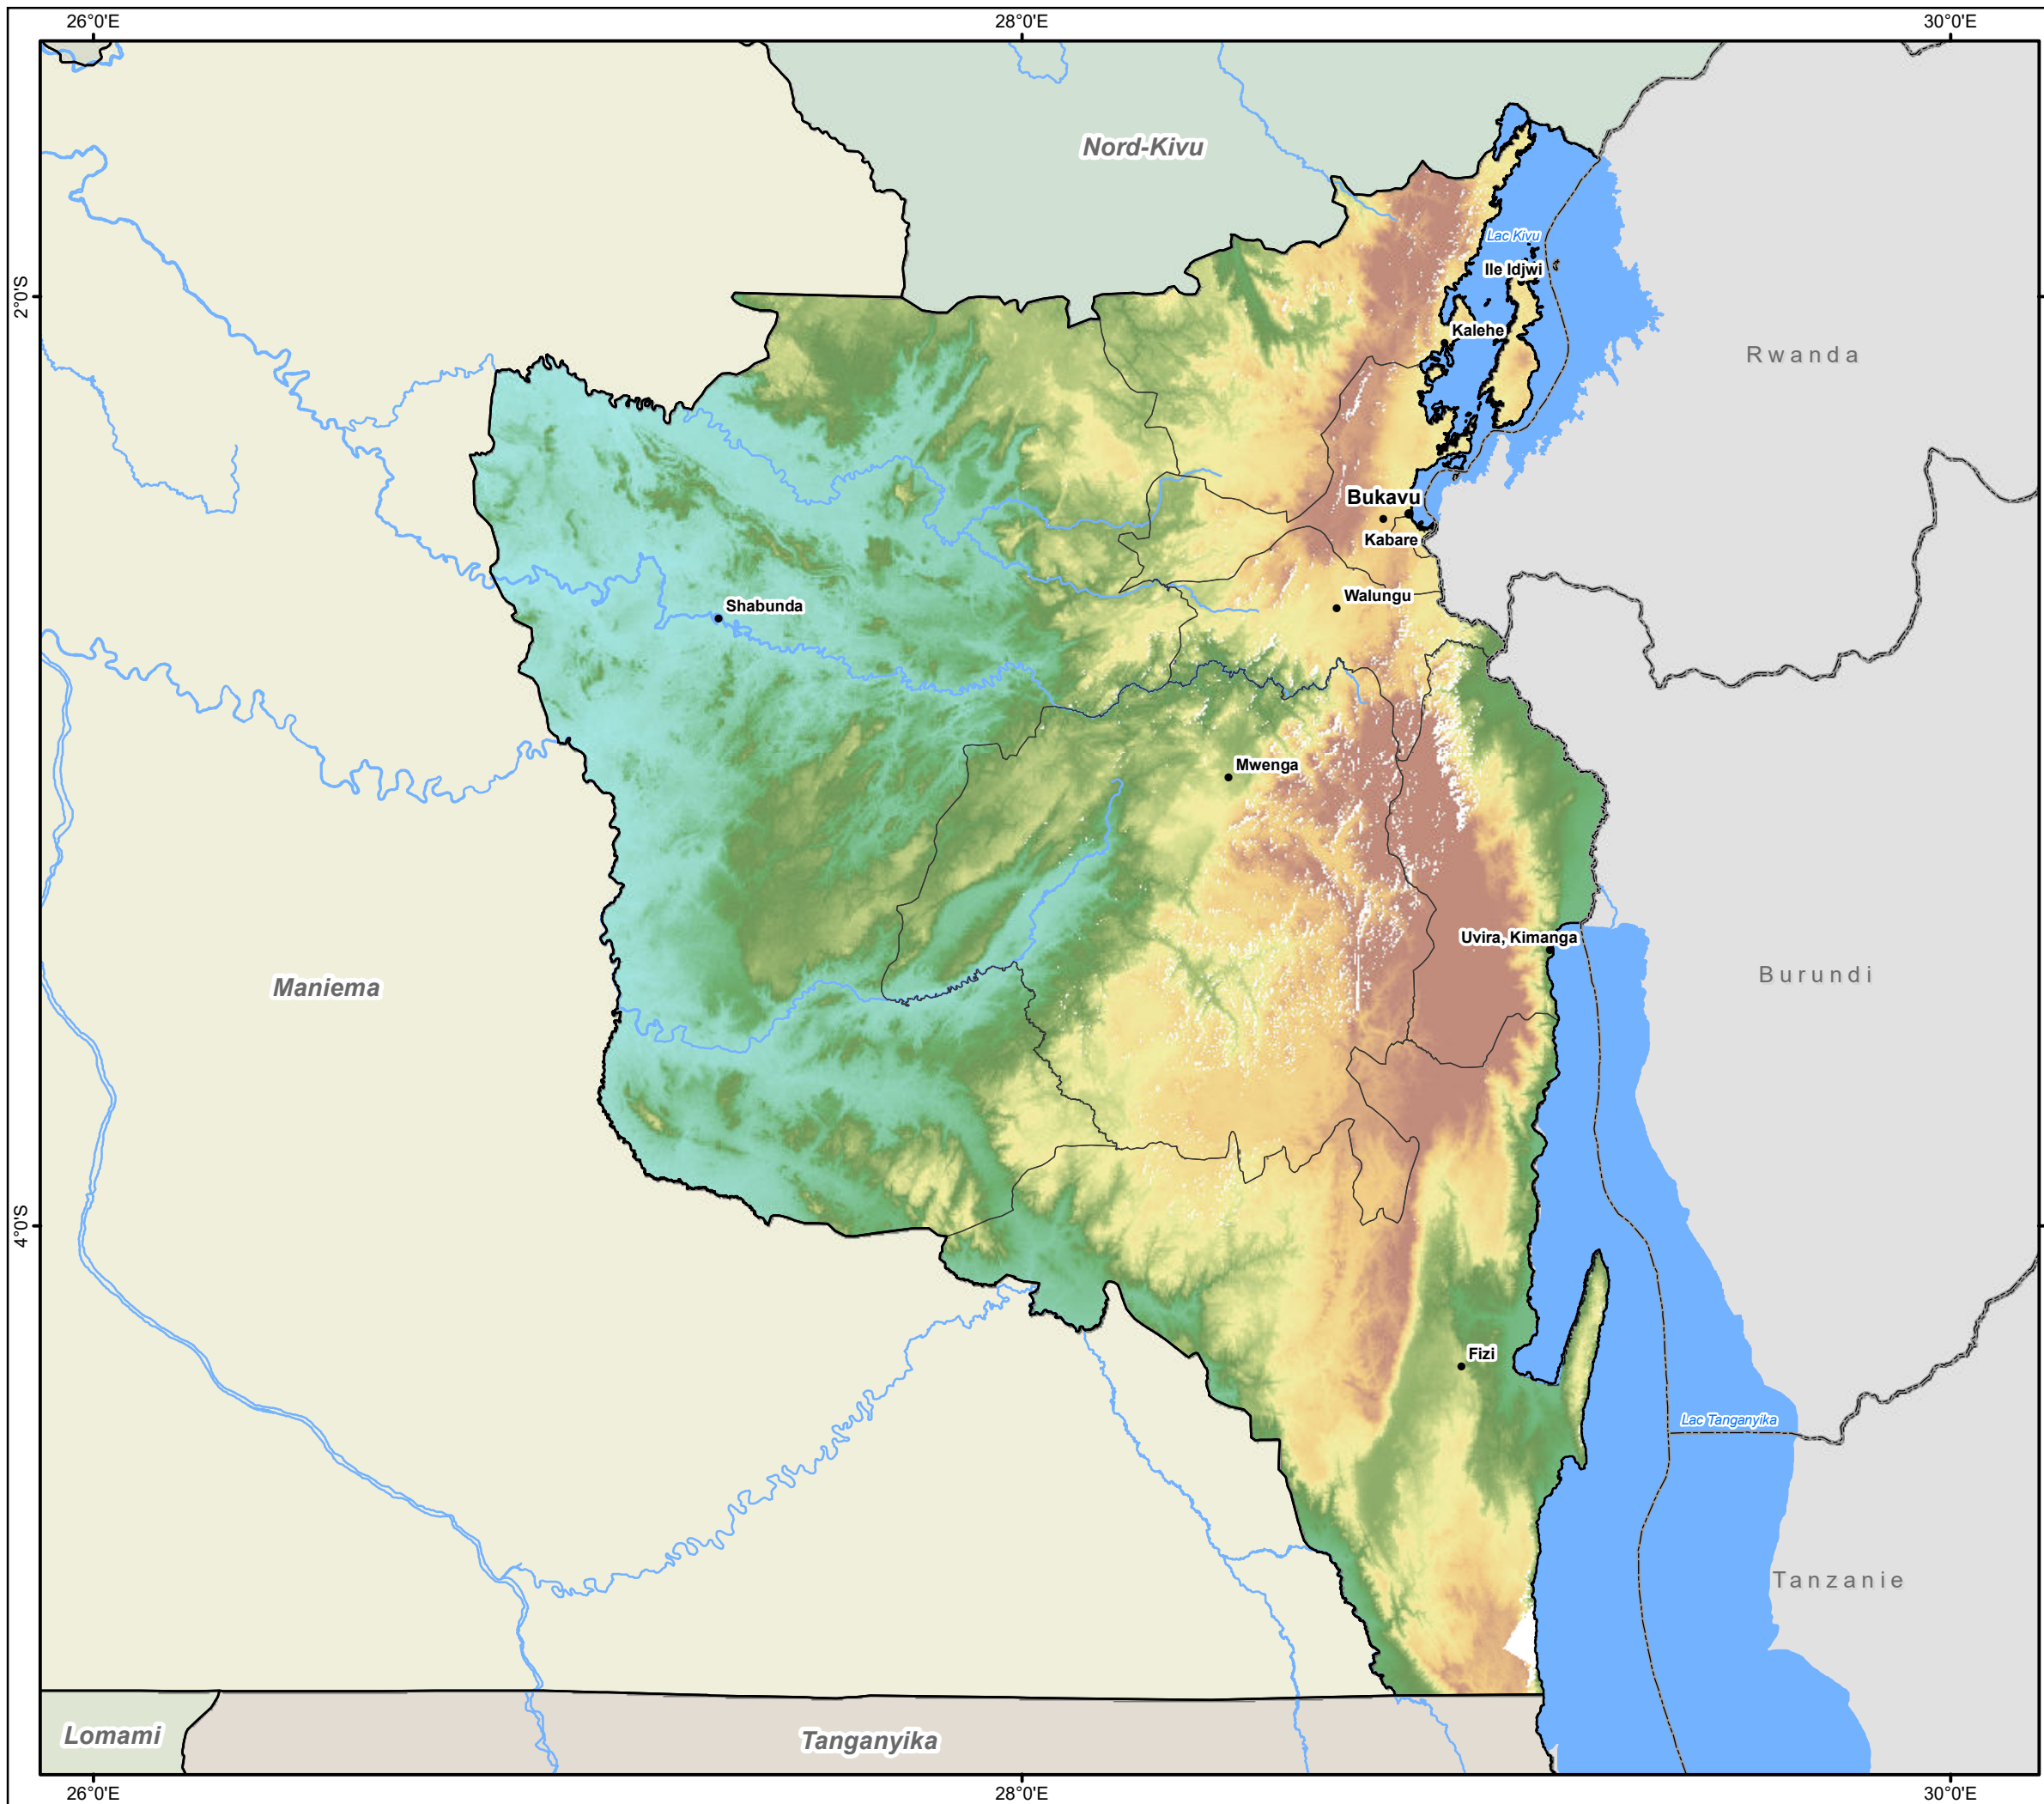 26°0'E
28°0'E
30°0'E
Nord-Kivu
Lac Kivu
Ile Idjwi
2°0'S
Kalehe
Rwanda
Bukavu
Kabare
Walungu
Shabunda
Mwenga
Uvira, Kimanga
Burundi
Maniema
4°0'S
Fizi
Lac Tanganyika
Tanzanie
Lomami
Tanganyika
26°0'E
28°0'E
30°0'E